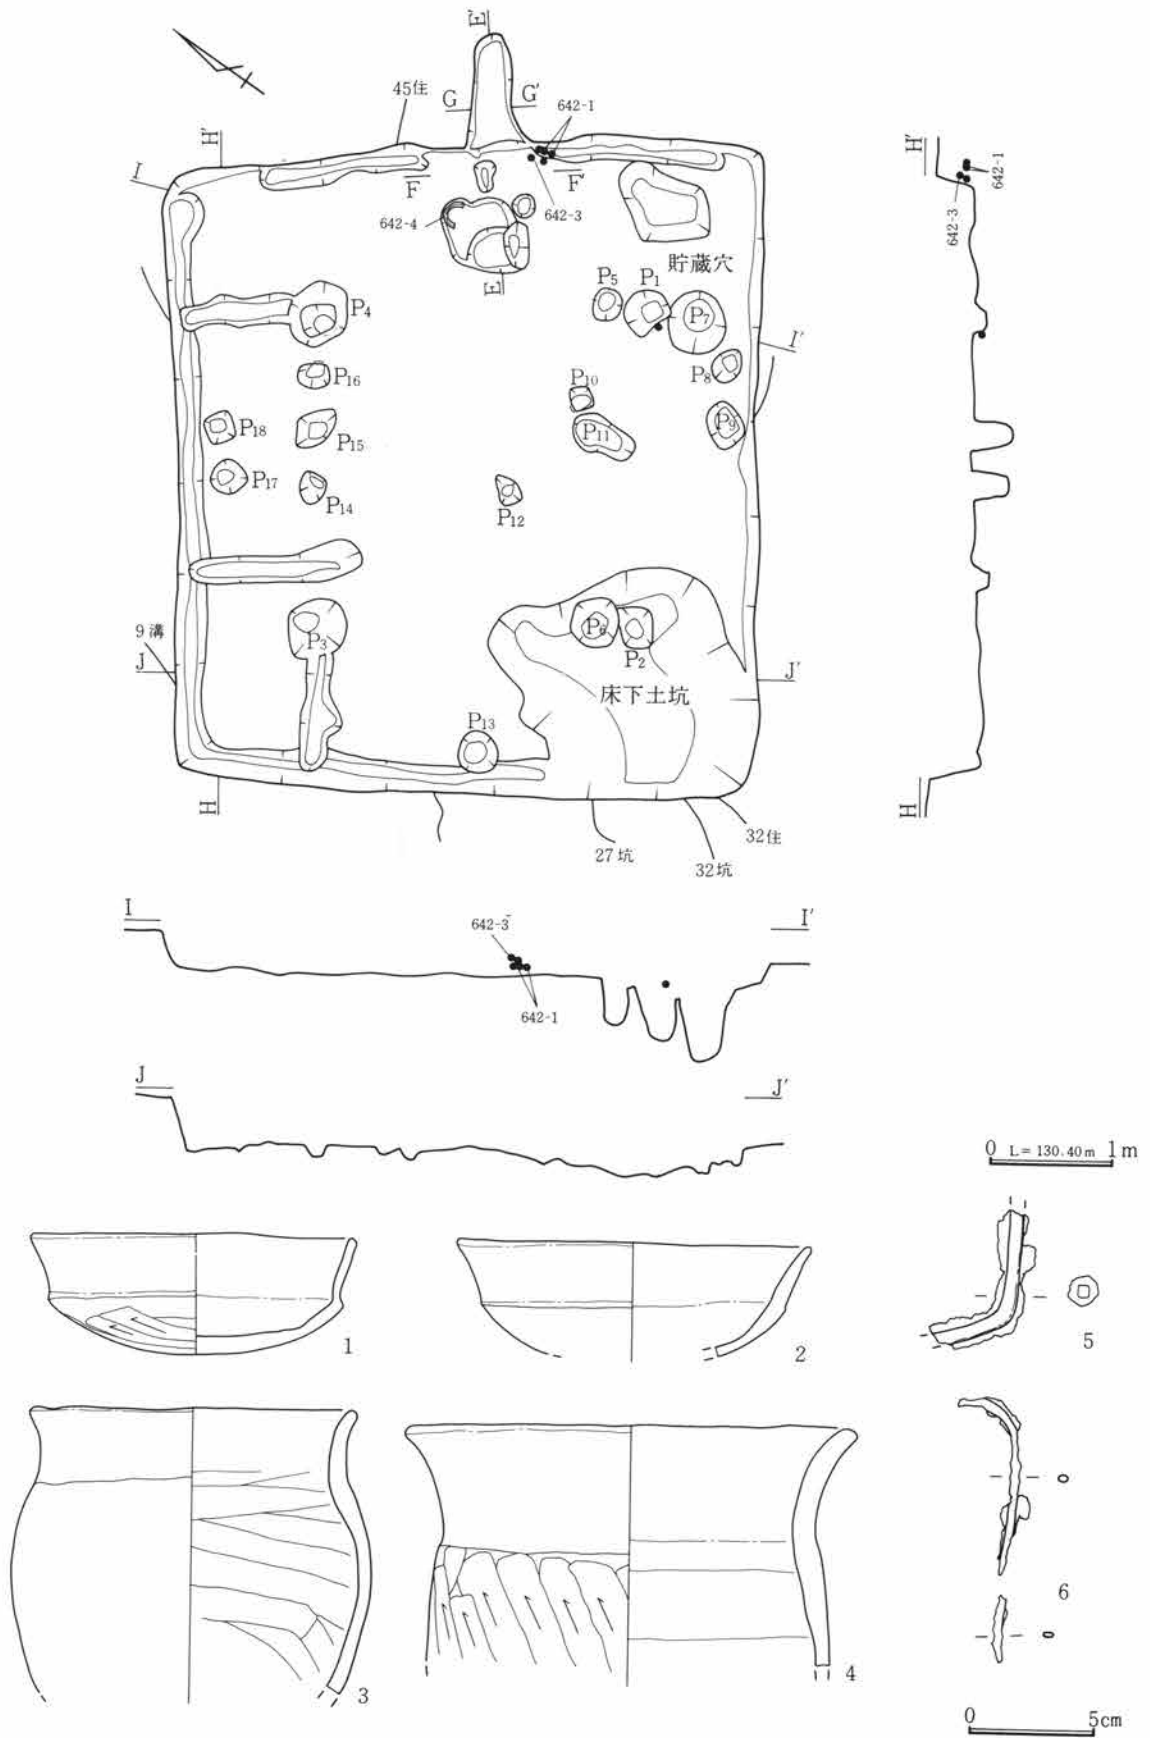 E′
45住
G
G′
642-1
H′
I
F
F′
642-4
642-3
貯蔵穴
E
P4
P5
P1
P7
I′
P16
P10
P8
P18
P15
P11
P9
P17
P14
P12
9溝
J
P3
P6
P2
J′
床下土坑
P13
H
32住
27坑
32坑
H′
642-1
642-3
H
I
642-3
I′
642-1
J
J′
0 L=130.40m 1m
1
2
5
3
4
6
0 5cm